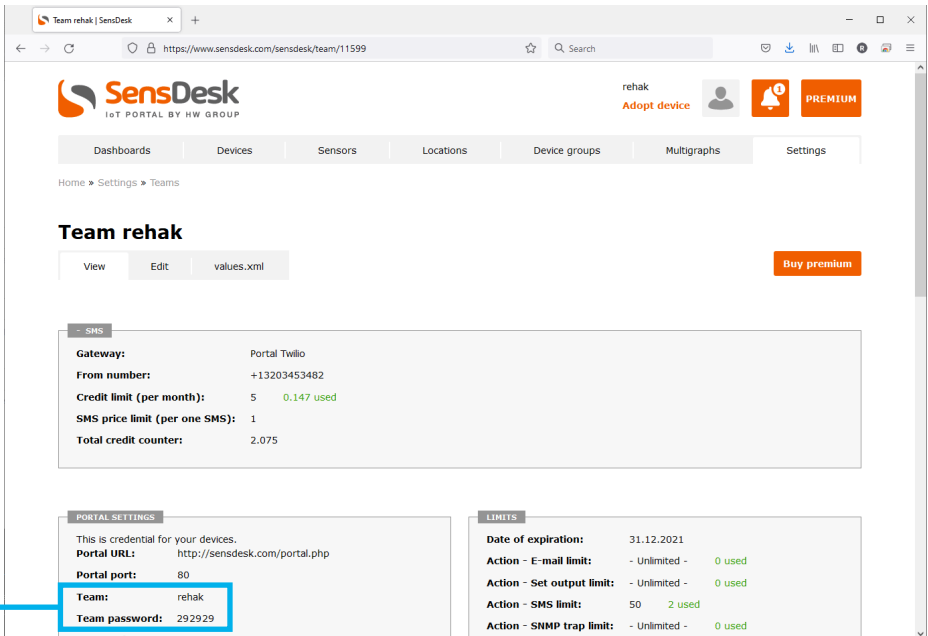 Team rehak | SensDesk
https://www.sensdesk.com/sensdesk/team/11599
Search
SensDesk
IoT PORTAL BY HW GROUP
rehak
Adopt device
1
PREMIUM
Dashboards Devices Sensors Locations Device groups Multigraphs Settings
Home » Settings » Teams
Team rehak
View Edit values.xml
Buy premium
- SMS
Gateway: Portal Twilio
From number: +13203453482
Credit limit (per month): 5 0.147 used
SMS price limit (per one SMS): 1
Total credit counter: 2.075
PORTAL SETTINGS
This is credential for your devices.
Portal URL: http://sensdesk.com/portal.php
Portal port: 80
Team: rehak
Team password: 292929
LIMITS
Date of expiration: 31.12.2021
Action - E-mail limit: - Unlimited - 0 used
Action - Set output limit: - Unlimited - 0 used
Action - SMS limit: 50 2 used
Action - SNMP trap limit: - Unlimited - 0 used